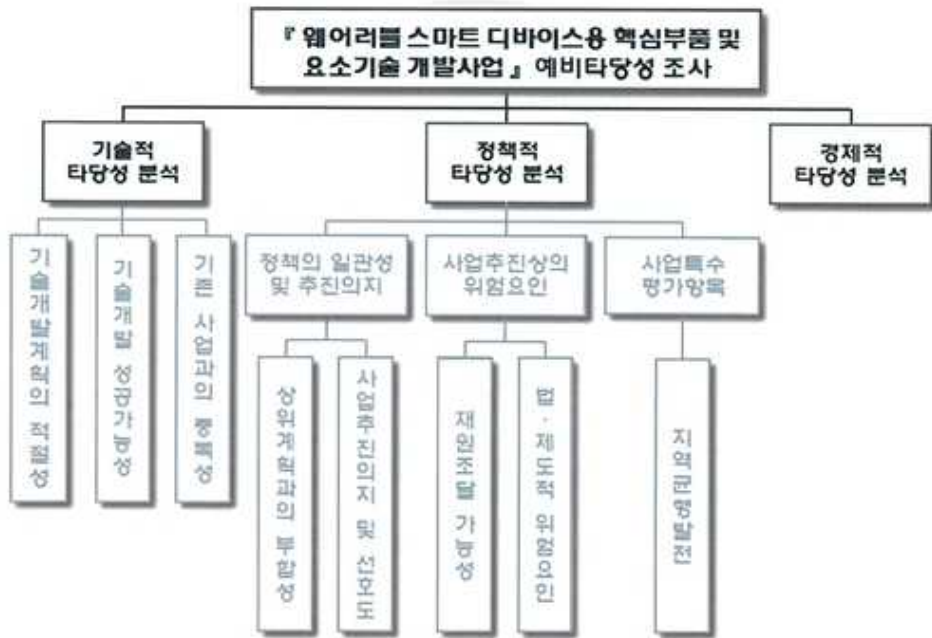 『 웨어러블 스마트 디바이스용 핵심부품 및
요소기술 개발사업 』 예비타당성 조사
기술적
타당성 분석
정책적
타당성 분석
경제적
타당성 분석
기술개발계획의 적절성
기술개발 성공가능성
기존 사업과의 중복성
정책의 일관성
및 추진의지
사업추진상의
위험요인
사업특수
평가항목
상위계획과의 부합성
사업추진의지 및 선호도
재원조달 가능성
법·제도적 위험요인
지역균형발전